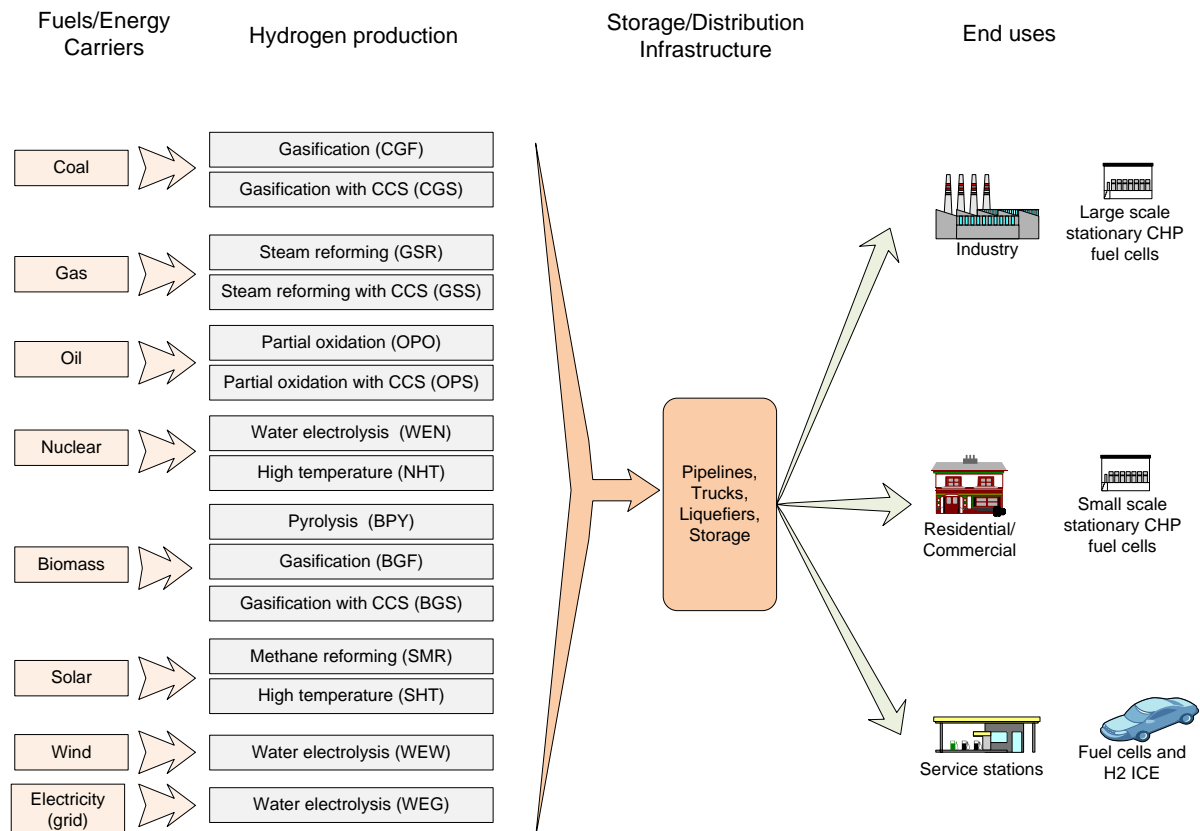 Fuels/Energy
Carriers
Hydrogen production
Storage/Distribution
Infrastructure
End uses
Coal
Gasification (CGF)
Gasification with CCS (CGS)
Gas
Steam reforming (GSR)
Steam reforming with CCS (GSS)
Oil
Partial oxidation (OPO)
Partial oxidation with CCS (OPS)
Nuclear
Water electrolysis (WEN)
High temperature (NHT)
Biomass
Pyrolysis (BPY)
Gasification (BGF)
Gasification with CCS (BGS)
Solar
Methane reforming (SMR)
High temperature (SHT)
Wind
Water electrolysis (WEW)
Electricity
(grid)
Water electrolysis (WEG)
Pipelines,
Trucks,
Liquefiers,
Storage
Industry
Large scale
stationary CHP
fuel cells
Residential/
Commercial
Small scale
stationary CHP
fuel cells
Service stations
Fuel cells and
H2 ICE